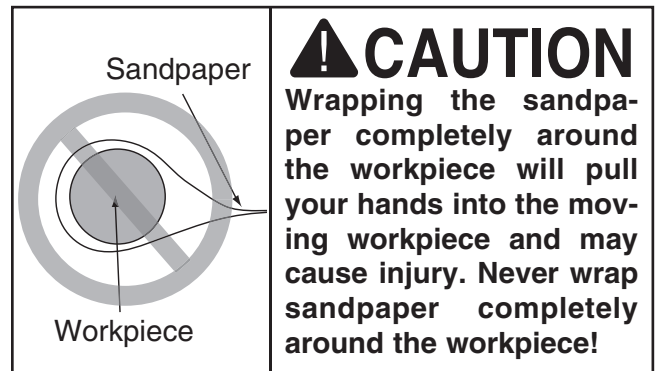 Sandpaper
Workpiece
CAUTION
Wrapping the sandpa-
per completely around
the workpiece will pull
your hands into the mov-
ing workpiece and may
cause injury. Never wrap
sandpaper completely
around the workpiece!